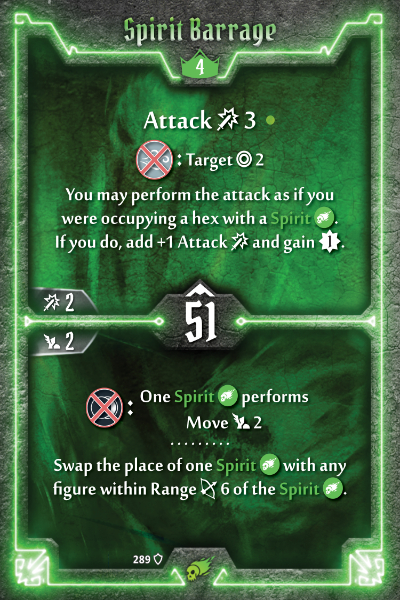 Spirit Barrage
4
Attack 3
: Target 2
You may perform the attack as if you
were occupying a hex with a Spirit .
If you do, add +1 Attack and gain 1.
2
51
2
: One Spirit performs
Move 2
Swap the place of one Spirit with any
figure within Range 6 of the Spirit .
289